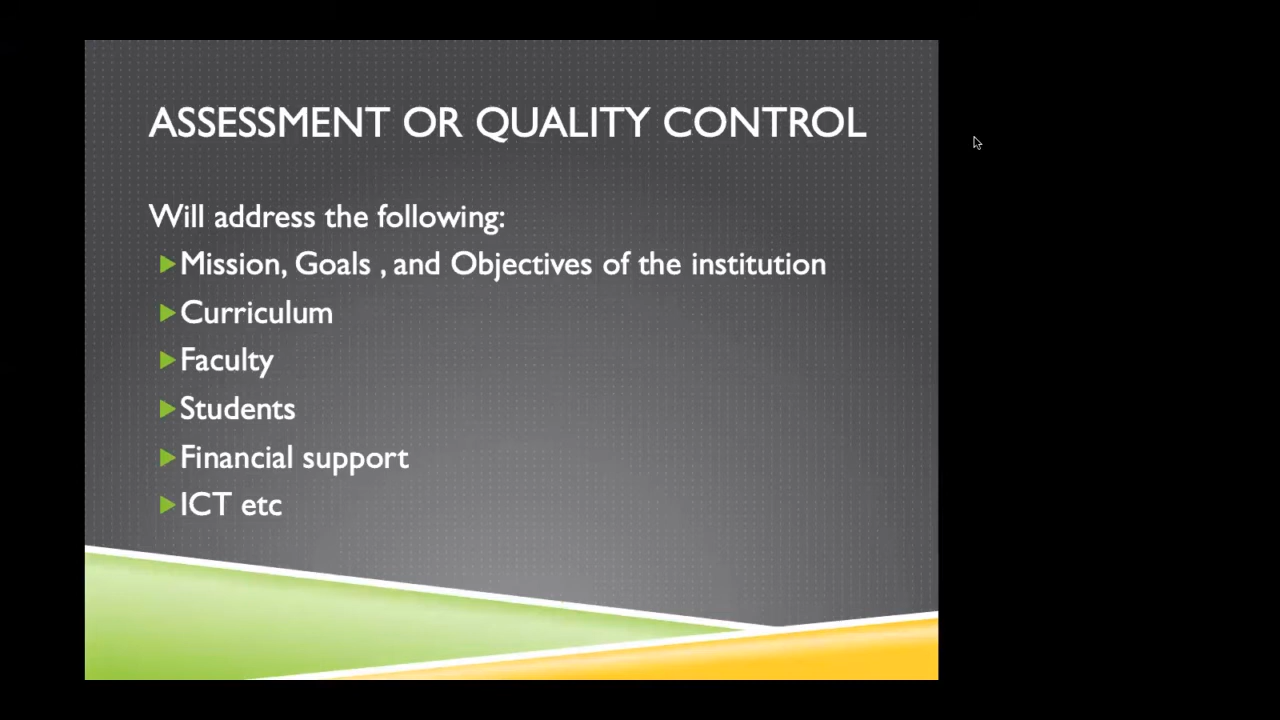 ASSESSMENT OR QUALITY CONTROL
Will address the following:
Mission, Goals , and Objectives of the institution
Curriculum
Faculty
Students
Financial support
ICT etc